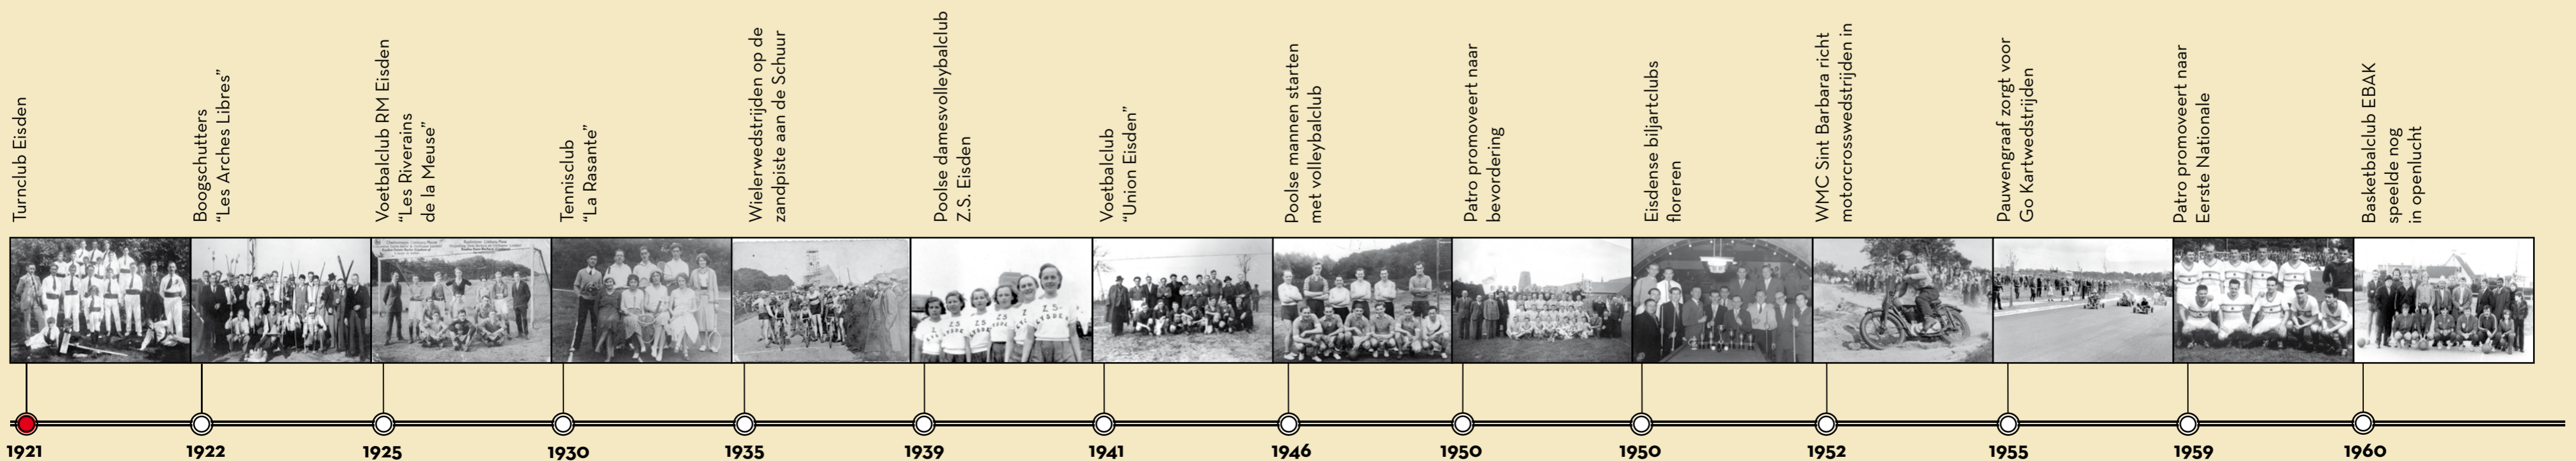 Turnclub Eisden
Boogschutters
“Les Arches Libres”
Voetbalclub RM Eisden
“Les Riverains
de la Meuse”
Tennisclub
“La Rasante”
Wielerwedstrijden op de
zandpiste aan de Schuur
Poolse damesvolleybalclub
Z.S. Eisden
Voetbalclub
“Union Eisden”
Poolse mannen starten
met volleybalclub
Patro promoveert naar
bevordering
Eisdense biljartclubs
floreren
WMC Sint Barbara richt
motorcrosswedstrijden in
Pauwengraaf zorgt voor
Go Kartwedstrijden
Patro promoveert naar
Eerste Nationale
Basketbalclub EBAK
speelde nog
in openlucht
1921
1922
1925
1930
1935
1939
1941
1946
1950
1950
1952
1955
1959
1960